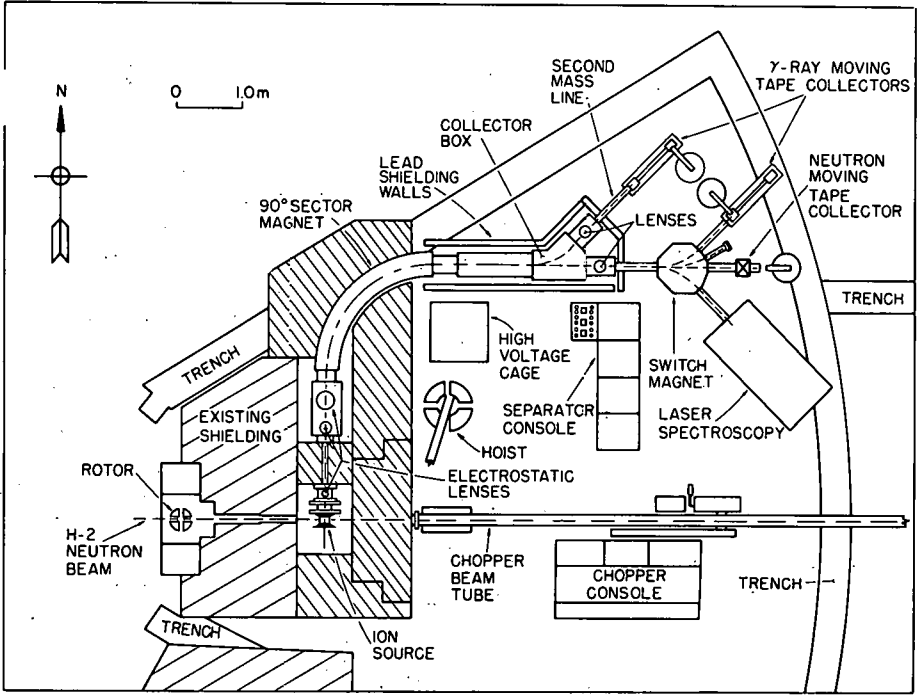 N
0 1.0m
SECOND
MASS
LINE
γ-RAY MOVING
TAPE COLLECTORS
COLLECTOR
BOX
NEUTRON
MOVING
TAPE
COLLECTOR
LEAD
SHIELDING
WALLS
90° SECTOR
MAGNET
LENSES
TRENCH
HIGH
VOLTAGE
CAGE
SWITCH
MAGNET
TRENCH
SEPARATOR
CONSOLE
LASER
SPECTROSCOPY
EXISTING
SHIELDING
HOIST
ROTOR
ELECTROSTATIC
LENSES
H-2
NEUTRON
BEAM
CHOPPER
BEAM
TUBE
CHOPPER
CONSOLE
TRENCH
TRENCH
ION
SOURCE